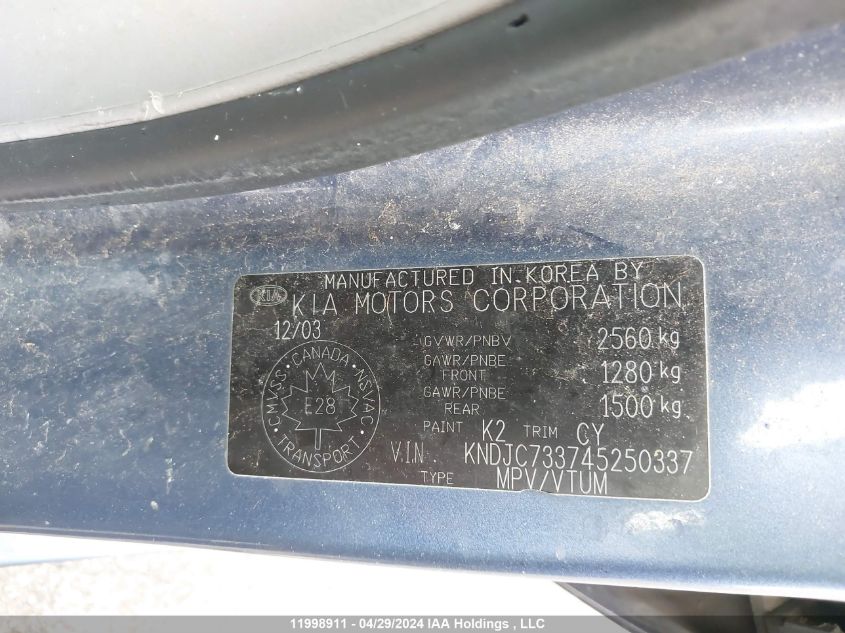 MANUFACTURED IN KOREA BY
KIA KIA MOTORS CORPORATION
12/03
GVWR/PNBV 2560 kg
GAWR/PNBE FRONT 1280 kg
GAWR/PNBE REAR 1500 kg
CMVSS · CANADA · NSVAC
E28
TRANSPORT
PAINT K2 TRIM CY
V.I.N. KNDJC733745250337
TYPE MPV/VTUM
11998911 - 04/29/2024 IAA Holdings , LLC